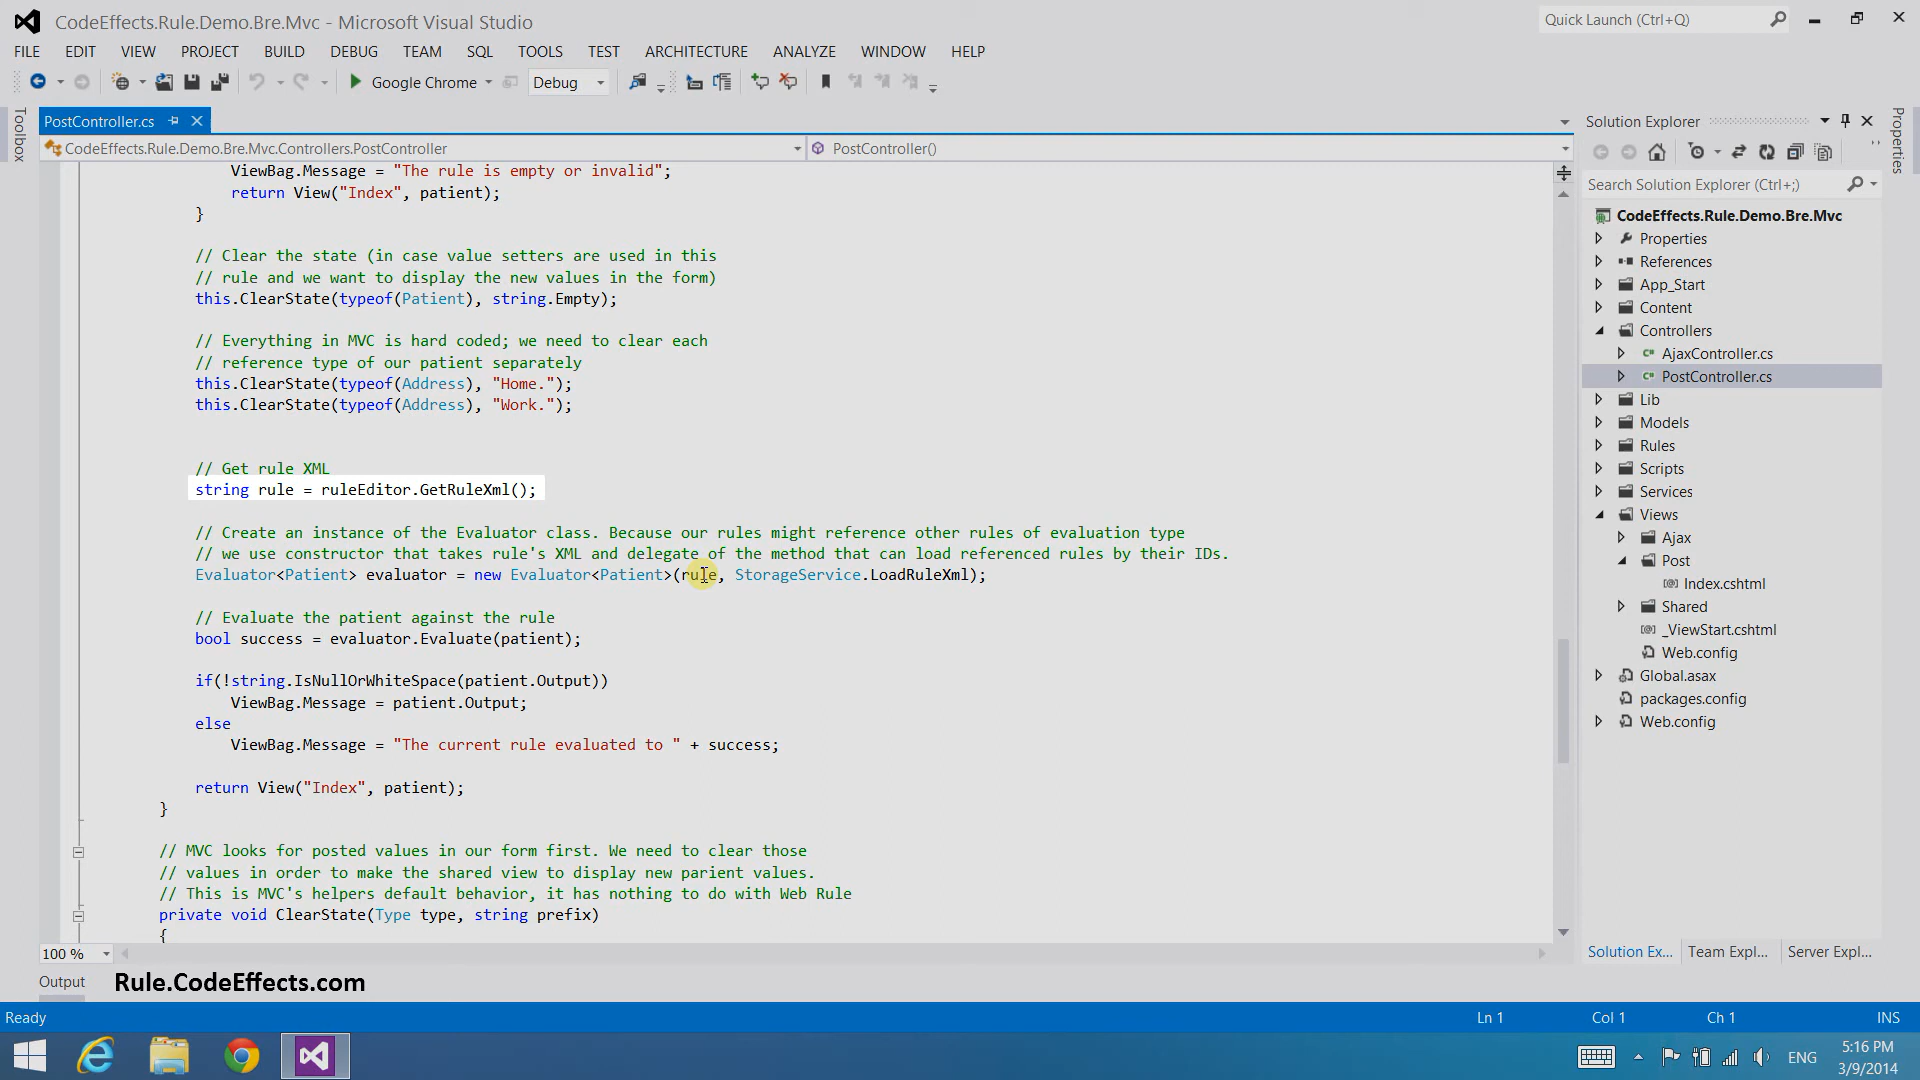 CodeEffects.Rule.Demo.Bre.Mvc - Microsoft Visual Studio
Quick Launch (Ctrl+Q)
FILE EDIT VIEW PROJECT BUILD DEBUG TEAM SQL TOOLS TEST ARCHITECTURE ANALYZE WINDOW HELP
Google Chrome Debug
Toolbox
PostController.cs
CodeEffects.Rule.Demo.Bre.Mvc.Controllers.PostController
PostController()
ViewBag.Message = "The rule is empty or invalid";
return View("Index", patient);
}
// Clear the state (in case value setters are used in this
// rule and we want to display the new values in the form)
this.ClearState(typeof(Patient), string.Empty);
// Everything in MVC is hard coded; we need to clear each
// reference type of our patient separately
this.ClearState(typeof(Address), "Home.");
this.ClearState(typeof(Address), "Work.");
// Get rule XML
string rule = ruleEditor.GetRuleXml();
// Create an instance of the Evaluator class. Because our rules might reference other rules of evaluation type
// we use constructor that takes rule's XML and delegate of the method that can load referenced rules by their IDs.
Evaluator<Patient> evaluator = new Evaluator<Patient>(rule, StorageService.LoadRuleXml);
// Evaluate the patient against the rule
bool success = evaluator.Evaluate(patient);
if(!string.IsNullOrWhiteSpace(patient.Output))
ViewBag.Message = patient.Output;
else
ViewBag.Message = "The current rule evaluated to " + success;
return View("Index", patient);
}
// MVC looks for posted values in our form first. We need to clear those
// values in order to make the shared view to display new parient values.
// This is MVC's helpers default behavior, it has nothing to do with Web Rule
private void ClearState(Type type, string prefix)
{
100 %
Solution Explorer
Search Solution Explorer (Ctrl+;)
CodeEffects.Rule.Demo.Bre.Mvc
Properties
References
App_Start
Content
Controllers
AjaxController.cs
PostController.cs
Lib
Models
Rules
Scripts
Services
Views
Ajax
Post
Index.cshtml
Shared
_ViewStart.cshtml
Web.config
Global.asax
packages.config
Web.config
Solution Ex... Team Expl... Server Expl...
Properties
Output
Rule.CodeEffects.com
Ready Ln 1 Col 1 Ch 1 INS
ENG
5:16 PM
3/9/2014